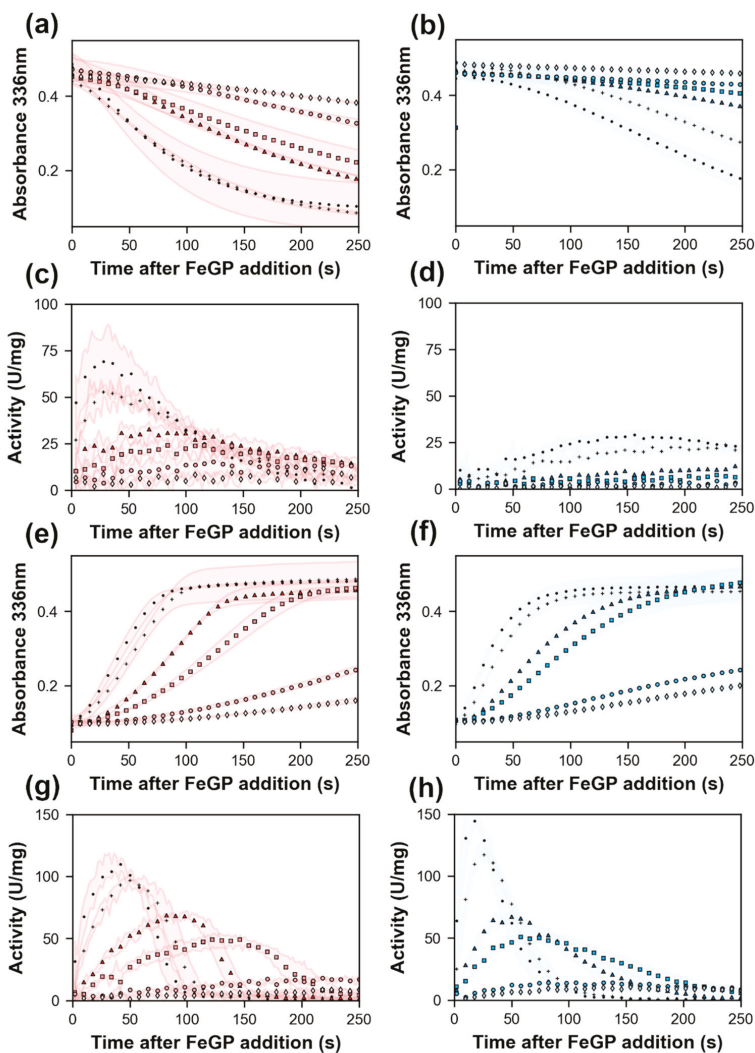 (a)
Absorbance 336nm
0.4
0.2
0 50 100 150 200 250
Time after FeGP addition (s)
(b)
Absorbance 336nm
0.4
0.2
0 50 100 150 200 250
Time after FeGP addition (s)
(c)
Activity (U/mg)
100
75
50
25
0
0 50 100 150 200 250
Time after FeGP addition (s)
(d)
Activity (U/mg)
100
75
50
25
0
0 50 100 150 200 250
Time after FeGP addition (s)
(e)
Absorbance 336nm
0.4
0.2
0 50 100 150 200 250
Time after FeGP addition (s)
(f)
Absorbance 336nm
0.4
0.2
0 50 100 150 200 250
Time after FeGP addition (s)
(g)
Activity (U/mg)
150
100
50
0
0 50 100 150 200 250
Time after FeGP addition (s)
(h)
Activity (U/mg)
150
100
50
0
0 50 100 150 200 250
Time after FeGP addition (s)